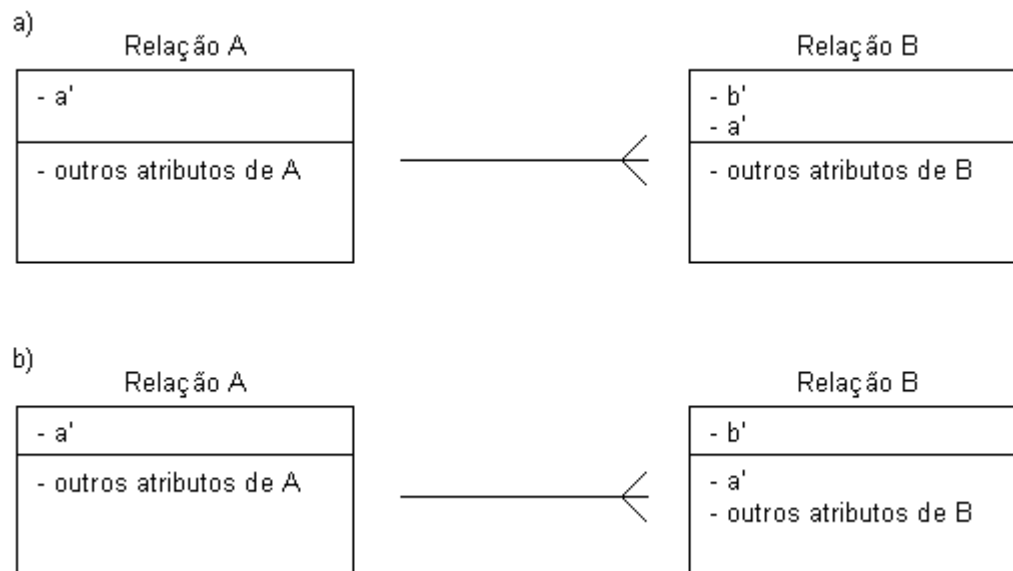 a)
Relação A
Relação B
- a'
- b'
- a'
- outros atributos de A
- outros atributos de B
b)
Relação A
Relação B
- a'
- b'
- outros atributos de A
- a'
- outros atributos de B